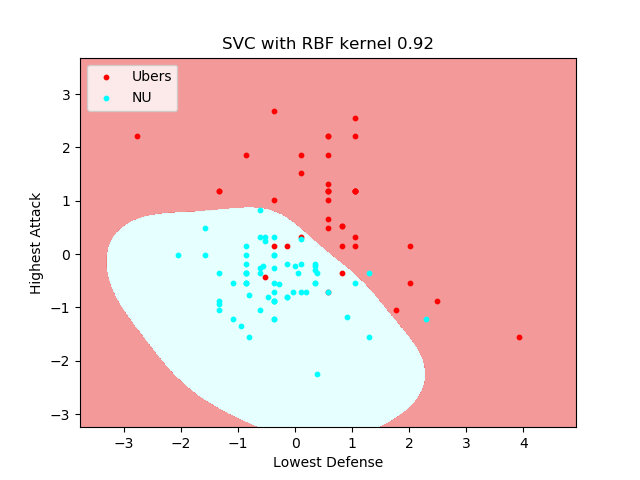 SVC with RBF kernel 0.92
Ubers
NU
3
2
1
0
−1
−2
−3
Highest Attack
−3 −2 −1 0 1 2 3 4
Lowest Defense